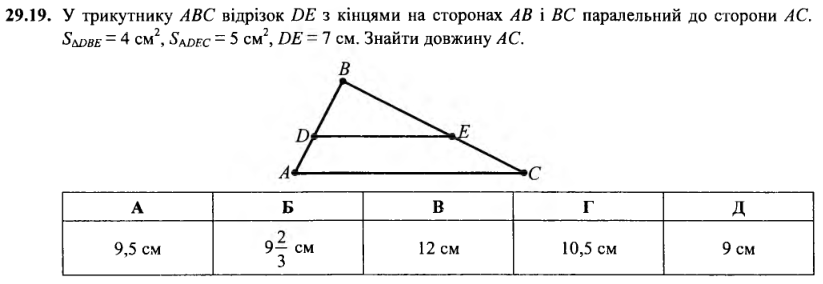 29.19. У трикутнику ABC відрізок DE з кінцями на сторонах AB і BC паралельний до сторони AC.
S△DBE = 4 см², SADEC = 5 см², DE = 7 см. Знайти довжину AC.
B
D E
A C
А Б В Г Д
9,5 см 9 2/3 см 12 см 10,5 см 9 см